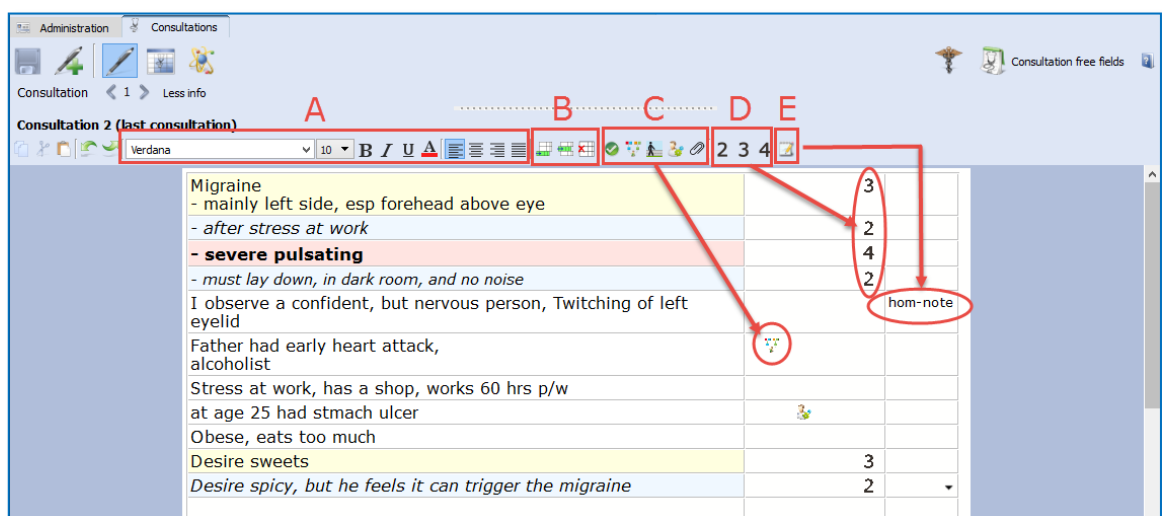 Administration Consultations
Consultation free fields
Consultation 1 Less info
A B C D E
Consultation 2 (last consultation)
Verdana 10 B I U A 2 3 4
Migraine 3
- mainly left side, esp forehead above eye
- after stress at work 2
- severe pulsating 4
- must lay down, in dark room, and no noise 2
I observe a confident, but nervous person, Twitching of left hom-note
eyelid
Father had early heart attack,
alcoholist
Stress at work, has a shop, works 60 hrs p/w
at age 25 had stmach ulcer
Obese, eats too much
Desire sweets 3
Desire spicy, but he feels it can trigger the migraine 2